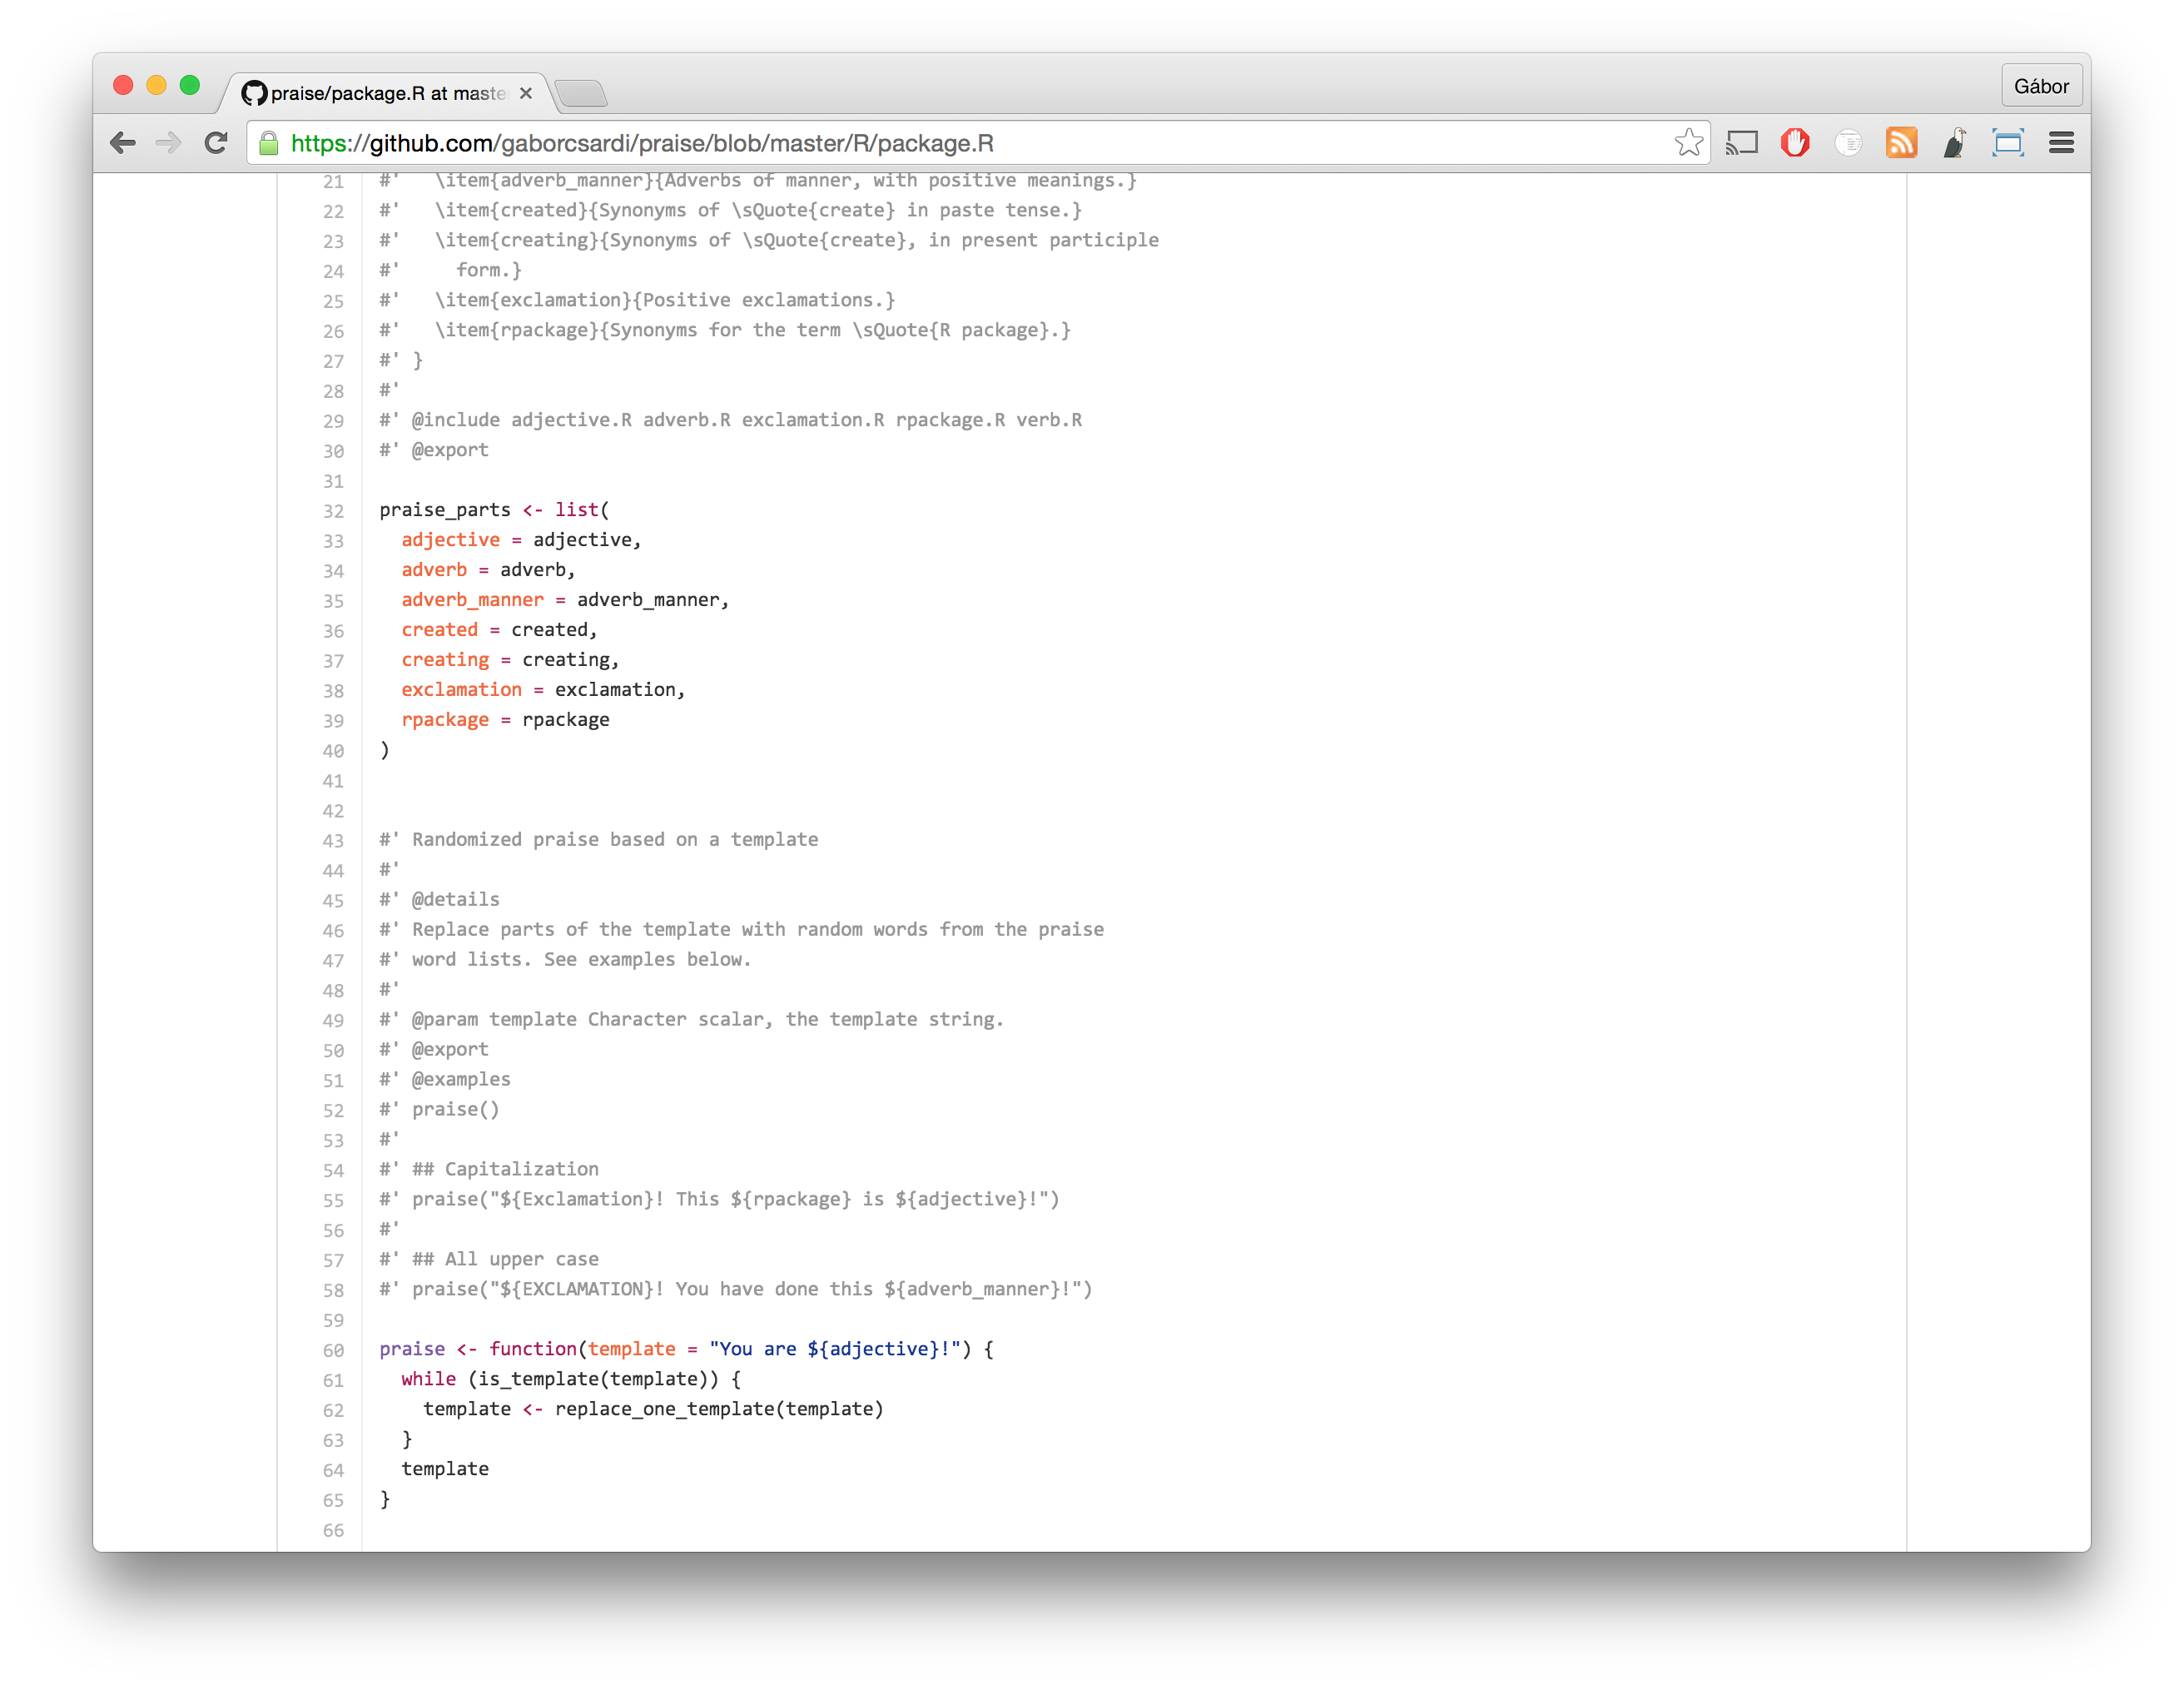 praise/package.R at maste
Gábor
https://github.com/gaborcsardi/praise/blob/master/R/package.R
21 #'   \item{adverb_manner}{Adverbs of manner, with positive meanings.}
22 #'   \item{created}{Synonyms of \sQuote{create} in paste tense.}
23 #'   \item{creating}{Synonyms of \sQuote{create}, in present participle
24 #'     form.}
25 #'   \item{exclamation}{Positive exclamations.}
26 #'   \item{rpackage}{Synonyms for the term \sQuote{R package}.}
27 #' }
28 #'
29 #' @include adjective.R adverb.R exclamation.R rpackage.R verb.R
30 #' @export
31
32 praise_parts <- list(
33   adjective = adjective,
34   adverb = adverb,
35   adverb_manner = adverb_manner,
36   created = created,
37   creating = creating,
38   exclamation = exclamation,
39   rpackage = rpackage
40 )
41
42
43 #' Randomized praise based on a template
44 #'
45 #' @details
46 #' Replace parts of the template with random words from the praise
47 #' word lists. See examples below.
48 #'
49 #' @param template Character scalar, the template string.
50 #' @export
51 #' @examples
52 #' praise()
53 #'
54 #' ## Capitalization
55 #' praise("${Exclamation}! This ${rpackage} is ${adjective}!")
56 #'
57 #' ## All upper case
58 #' praise("${EXCLAMATION}! You have done this ${adverb_manner}!")
59
60 praise <- function(template = "You are ${adjective}!") {
61   while (is_template(template)) {
62     template <- replace_one_template(template)
63   }
64   template
65 }
66